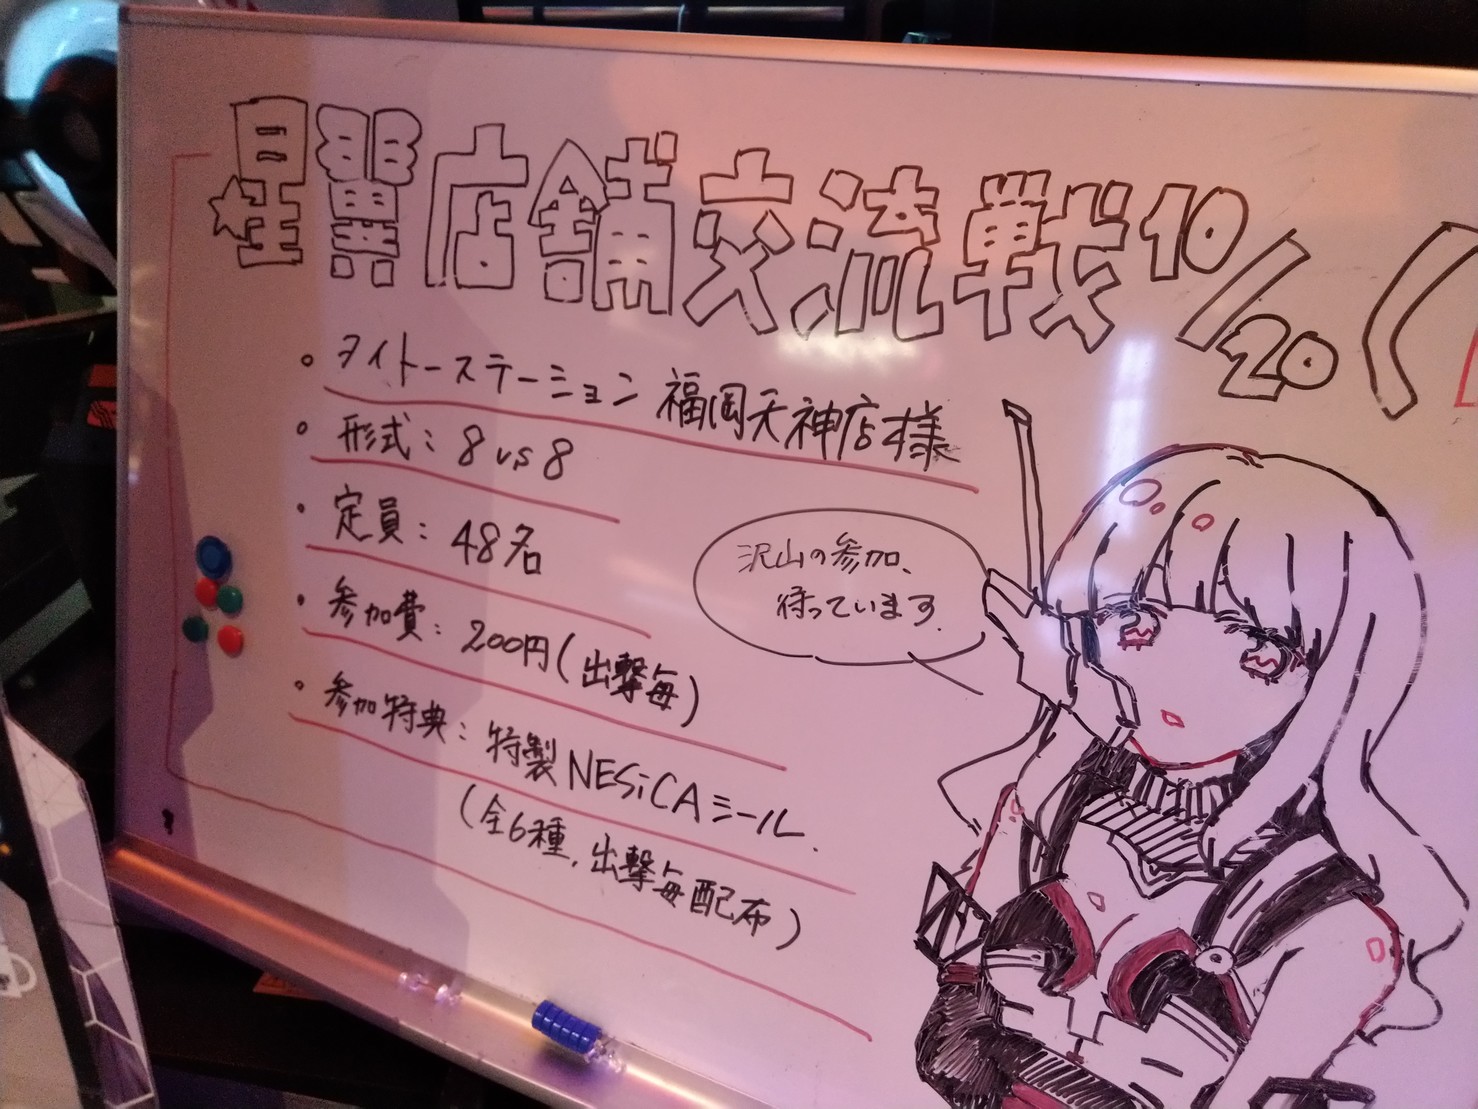 星翼店舗交流戦10/20(
・タイトーステーション 福岡天神店様
・形式：8 vs 8
・定員：48名
・参加費：200円(出撃毎)
・参加特典：特製NESiCAシール.
(全6種,出撃毎配布)
沢山の参加、
待っています.